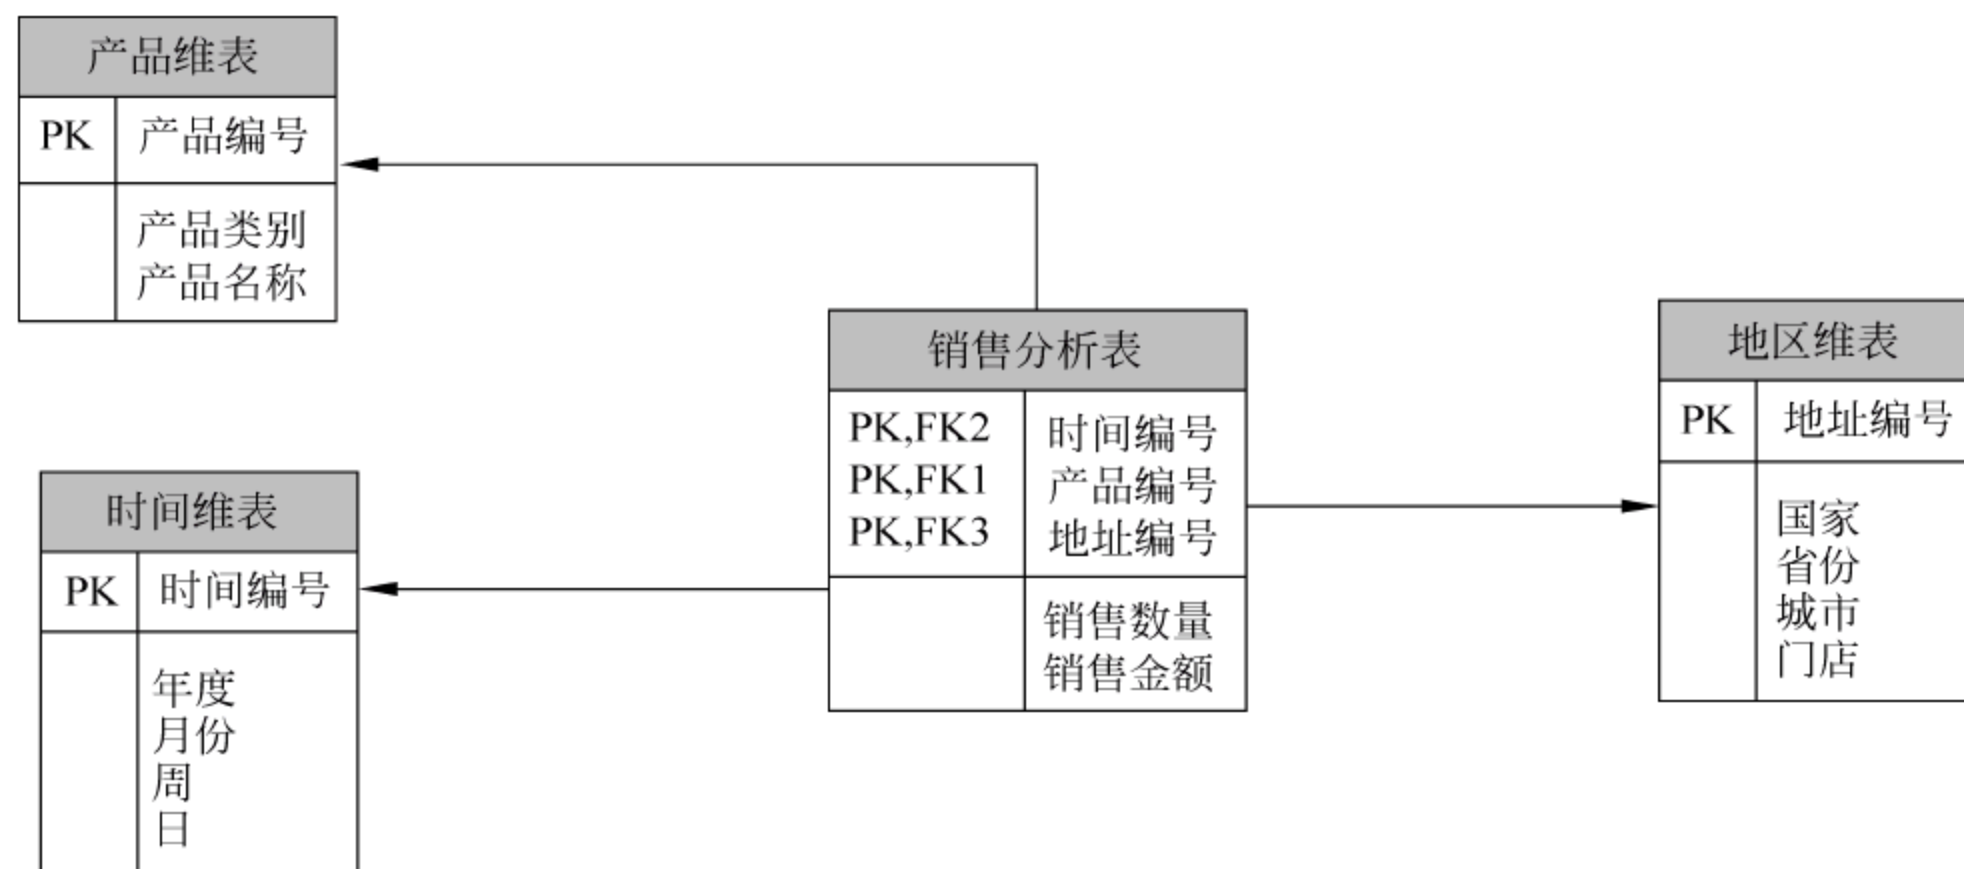 产品维表
PK 产品编号
产品类别
产品名称
销售分析表
PK,FK2 时间编号
PK,FK1 产品编号
PK,FK3 地址编号
销售数量
销售金额
地区维表
PK 地址编号
国家
省份
城市
门店
时间维表
PK 时间编号
年度
月份
周
日